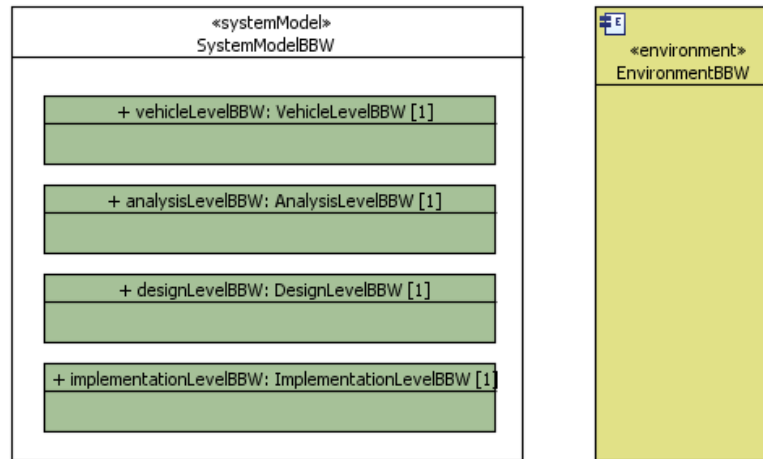 «systemModel»
SystemModelBBW
+ vehicleLevelBBW: VehicleLevelBBW [1]
+ analysisLevelBBW: AnalysisLevelBBW [1]
+ designLevelBBW: DesignLevelBBW [1]
+ implementationLevelBBW: ImplementationLevelBBW [1]
E
«environment»
EnvironmentBBW